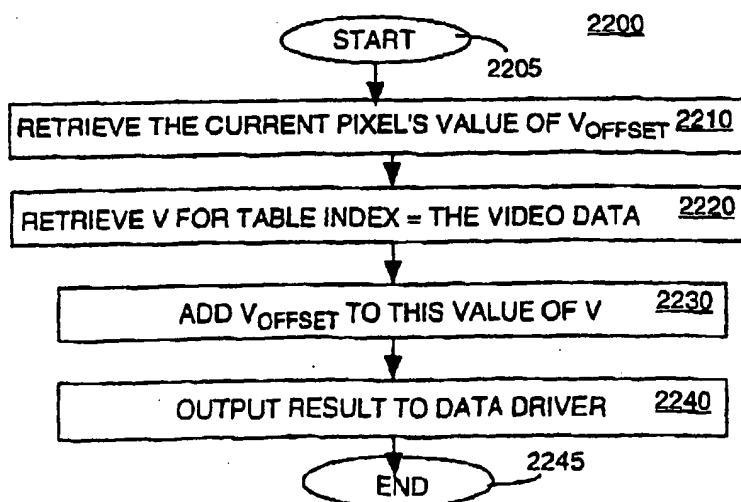 2200
START
2205
RETRIEVE THE CURRENT PIXEL'S VALUE OF VOFFSET 2210
RETRIEVE V FOR TABLE INDEX = THE VIDEO DATA 2220
ADD VOFFSET TO THIS VALUE OF V 2230
OUTPUT RESULT TO DATA DRIVER 2240
2245
END